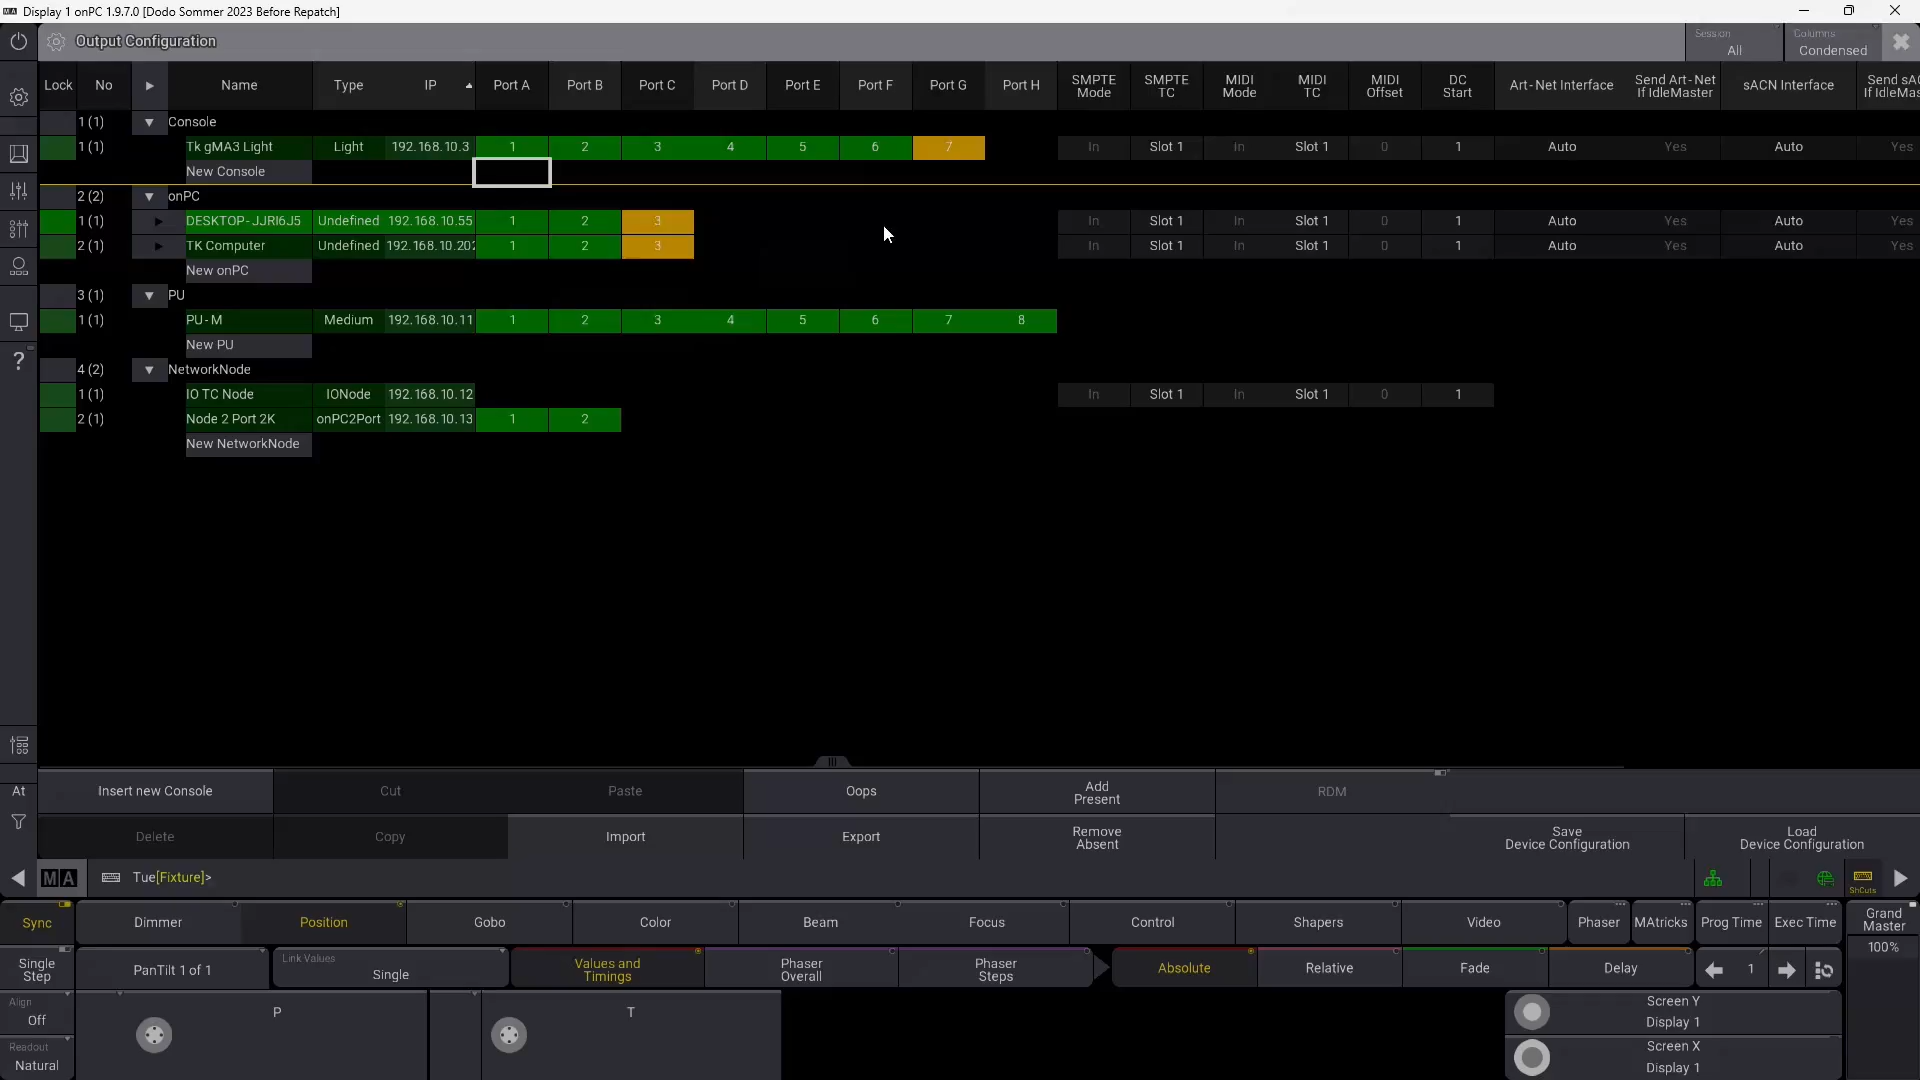 Display 1 onPC 1.9.7.0 [Dodo Sommer 2023 Before Repatch]
Output Configuration
Session All
Columns Condensed
Lock No Name Type IP Port A Port B Port C Port D Port E Port F Port G Port H SMPTE Mode SMPTE TC MIDI Mode MIDI TC MIDI Offset DC Start Art-Net Interface Send Art-Net If IdleMaster sACN Interface Send sAC If IdleMas
1 (1) Console
1 (1) Tk gMA3 Light Light 192.168.10.3 1 2 3 4 5 6 7 In Slot 1 In Slot 1 0 1 Auto Yes Auto Yes
New Console
2 (2) onPC
1 (1) DESKTOP-JJRI6J5 Undefined 192.168.10.55 1 2 3 In Slot 1 In Slot 1 0 1 Auto Yes Auto Yes
2 (1) TK Computer Undefined 192.168.10.202 1 2 3 In Slot 1 In Slot 1 0 1 Auto Yes Auto Yes
New onPC
3 (1) PU
1 (1) PU-M Medium 192.168.10.11 1 2 3 4 5 6 7 8
New PU
4 (2) NetworkNode
1 (1) IO TC Node IONode 192.168.10.12 In Slot 1 In Slot 1 0 1
2 (1) Node 2 Port 2K onPC2Port 192.168.10.13 1 2
New NetworkNode
At
Insert new Console Cut Paste Oops Add Present RDM
Delete Copy Import Export Remove Absent Save Device Configuration Load Device Configuration
MA Tue[Fixture]> ShCuts
Sync Dimmer Position Gobo Color Beam Focus Control Shapers Video Phaser MAtricks Prog Time Exec Time Grand Master
100%
Single Step PanTilt 1 of 1 Link Values Single Values and Timings Phaser Overall Phaser Steps Absolute Relative Fade Delay 1
Align Off P T Screen Y Display 1
Readout Natural Screen X Display 1